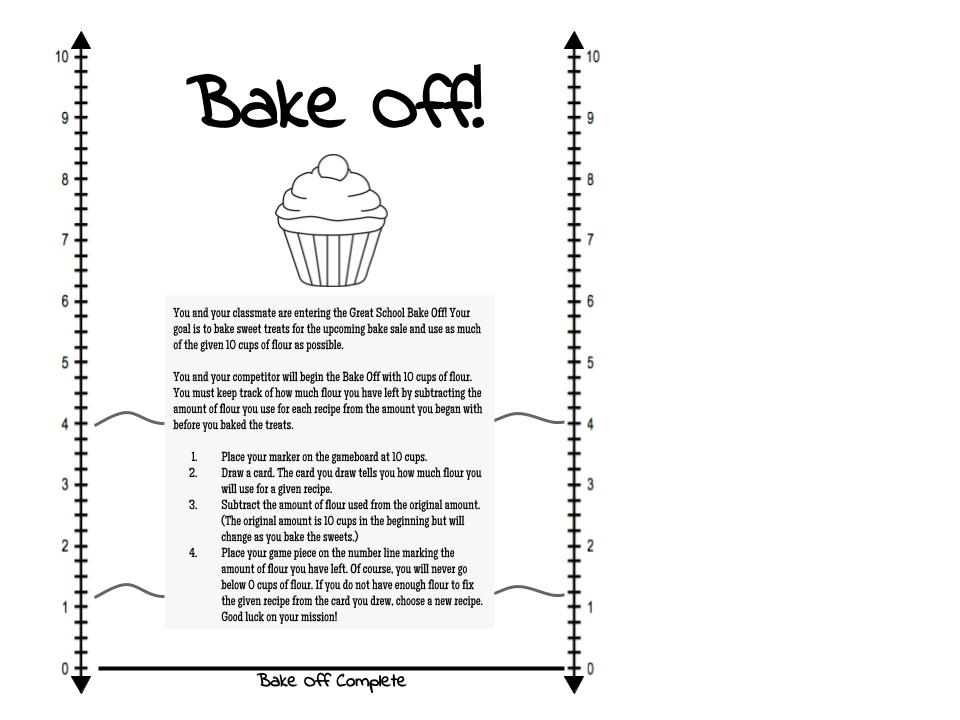 Bake Off!
10 10
9 9
8 8
7 7
6 6
5 5
4 4
3 3
2 2
1 1
0 0
You and your classmate are entering the Great School Bake Off! Your
goal is to bake sweet treats for the upcoming bake sale and use as much
of the given 10 cups of flour as possible.
You and your competitor will begin the Bake Off with 10 cups of flour.
You must keep track of how much flour you have left by subtracting the
amount of flour you use for each recipe from the amount you began with
before you baked the treats.
1. Place your marker on the gameboard at 10 cups.
2. Draw a card. The card you draw tells you how much flour you
will use for a given recipe.
3. Subtract the amount of flour used from the original amount.
(The original amount is 10 cups in the beginning but will
change as you bake the sweets.)
4. Place your game piece on the number line marking the
amount of flour you have left. Of course, you will never go
below 0 cups of flour. If you do not have enough flour to fix
the given recipe from the card you drew, choose a new recipe.
Good luck on your mission!
Bake Off Complete